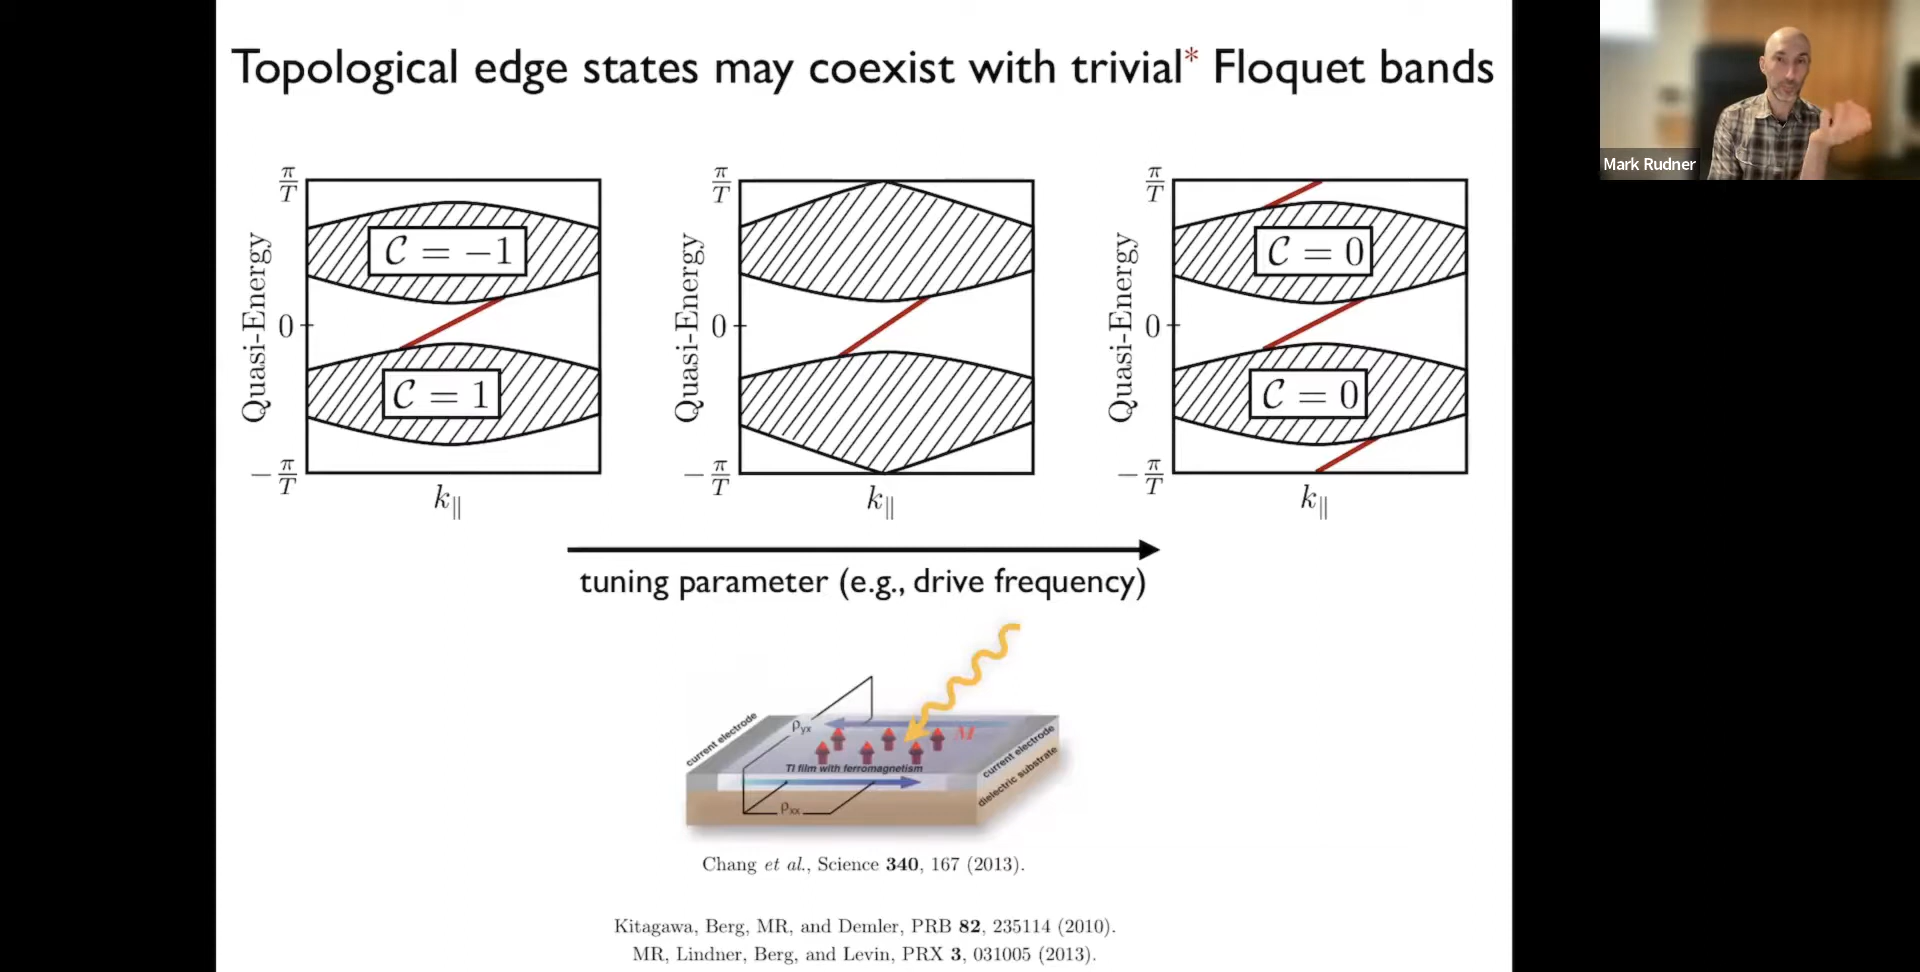 Topological edge states may coexist with trivial* Floquet bands
Mark Rudner
π/T
Quasi-Energy
C = −1
0
C = 1
−π/T
k∥
π/T
Quasi-Energy
0
−π/T
k∥
π/T
Quasi-Energy
C = 0
0
C = 0
−π/T
k∥
tuning parameter (e.g., drive frequency)
current electrode
ρyx
M
TI film with ferromagnetism
current electrode
dielectric substrate
ρxx
Chang et al., Science 340, 167 (2013).
Kitagawa, Berg, MR, and Demler, PRB 82, 235114 (2010).
MR, Lindner, Berg, and Levin, PRX 3, 031005 (2013).